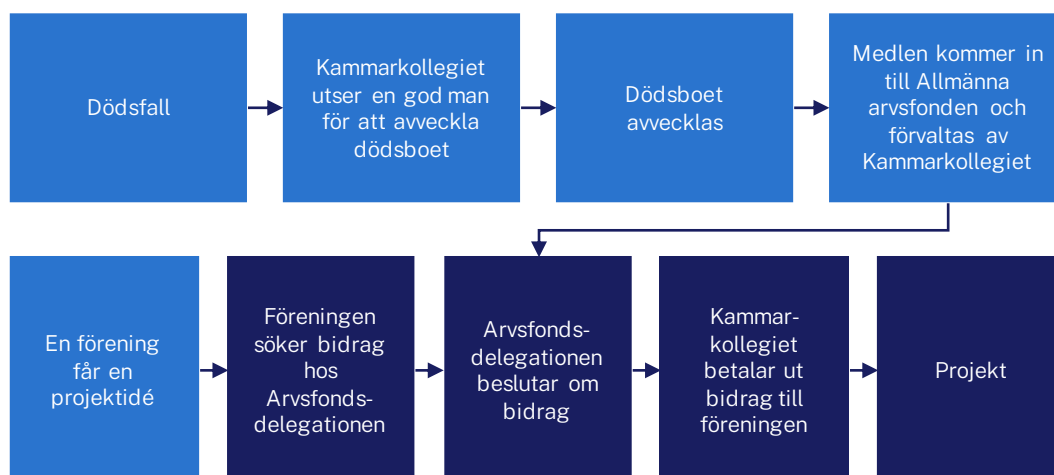 Dödsfall
Kammarkollegiet
utser en god man
för att avveckla
dödsboet
Dödsboet
avvecklas
Medlen kommer in
till Allmänna
arvsfonden och
förvaltas av
Kammarkollegiet
En förening
får en
projektidé
Föreningen
söker bidrag
hos
Arvsfonds-
delegationen
Arvsfonds-
delegationen
beslutar om
bidrag
Kammar-
kollegiet
betalar ut
bidrag till
föreningen
Projekt